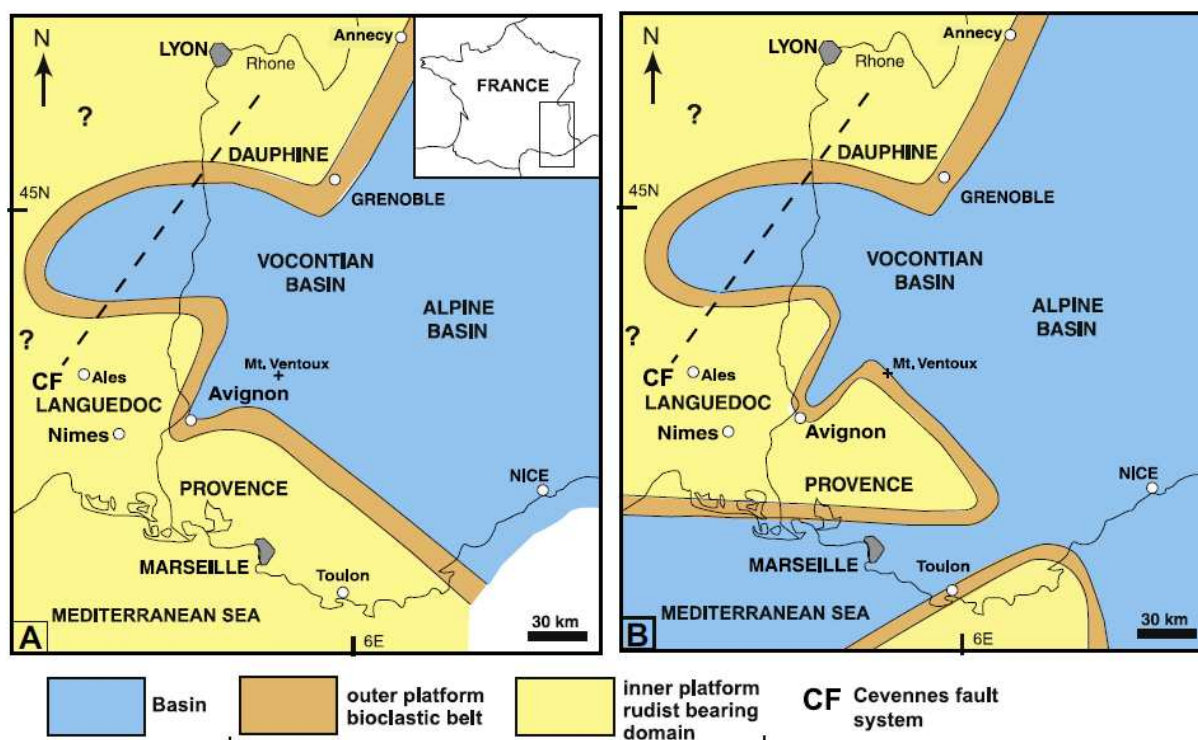 N
LYON
Rhone
Annecy
FRANCE
?
DAUPHINE
45N
GRENOBLE
VOCONTIAN
BASIN
ALPINE
BASIN
?
CF
Ales
Mt. Ventoux
LANGUEDOC
Avignon
Nimes
PROVENCE
NICE
MARSEILLE
Toulon
MEDITERRANEAN SEA
30 km
A
6E
N
LYON
Rhone
Annecy
?
DAUPHINE
45N
GRENOBLE
VOCONTIAN
BASIN
ALPINE
BASIN
?
CF
Ales
Mt. Ventoux
LANGUEDOC
Avignon
Nimes
PROVENCE
NICE
MARSEILLE
Toulon
MEDITERRANEAN SEA
30 km
B
6E
Basin
outer platform
bioclastic belt
inner platform
rudist bearing
domain
CF Cevennes fault
system